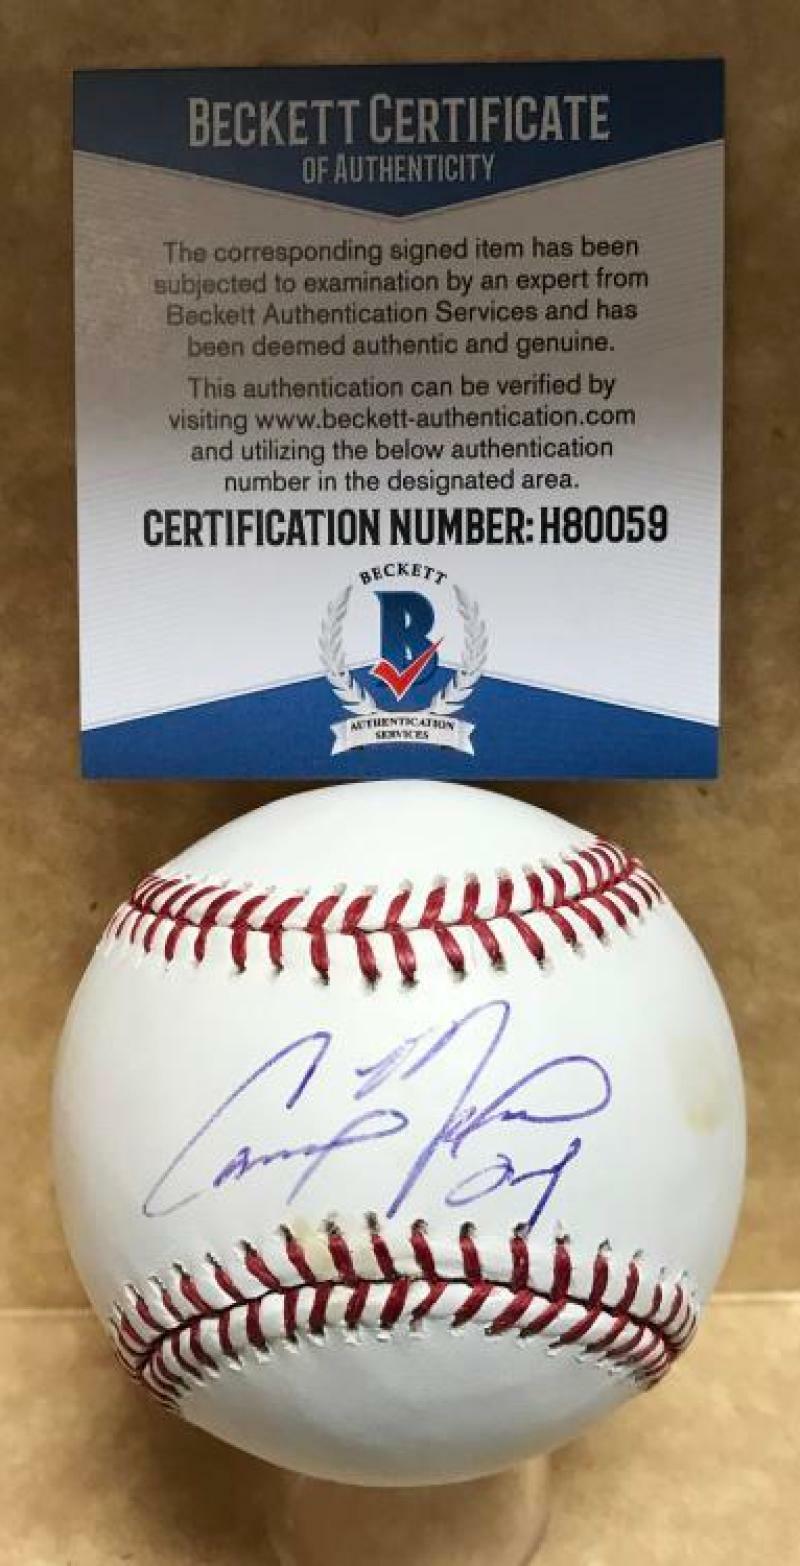 BECKETT CERTIFICATE
OF AUTHENTICITY
The corresponding signed item has been
subjected to examination by an expert from
Beckett Authentication Services and has
been deemed authentic and genuine.
This authentication can be verified by
visiting www.beckett-authentication.com
and utilizing the below authentication
number in the designated area.
CERTIFICATION NUMBER: H80059
BECKETT
B
AUTHENTICATION
SERVICES